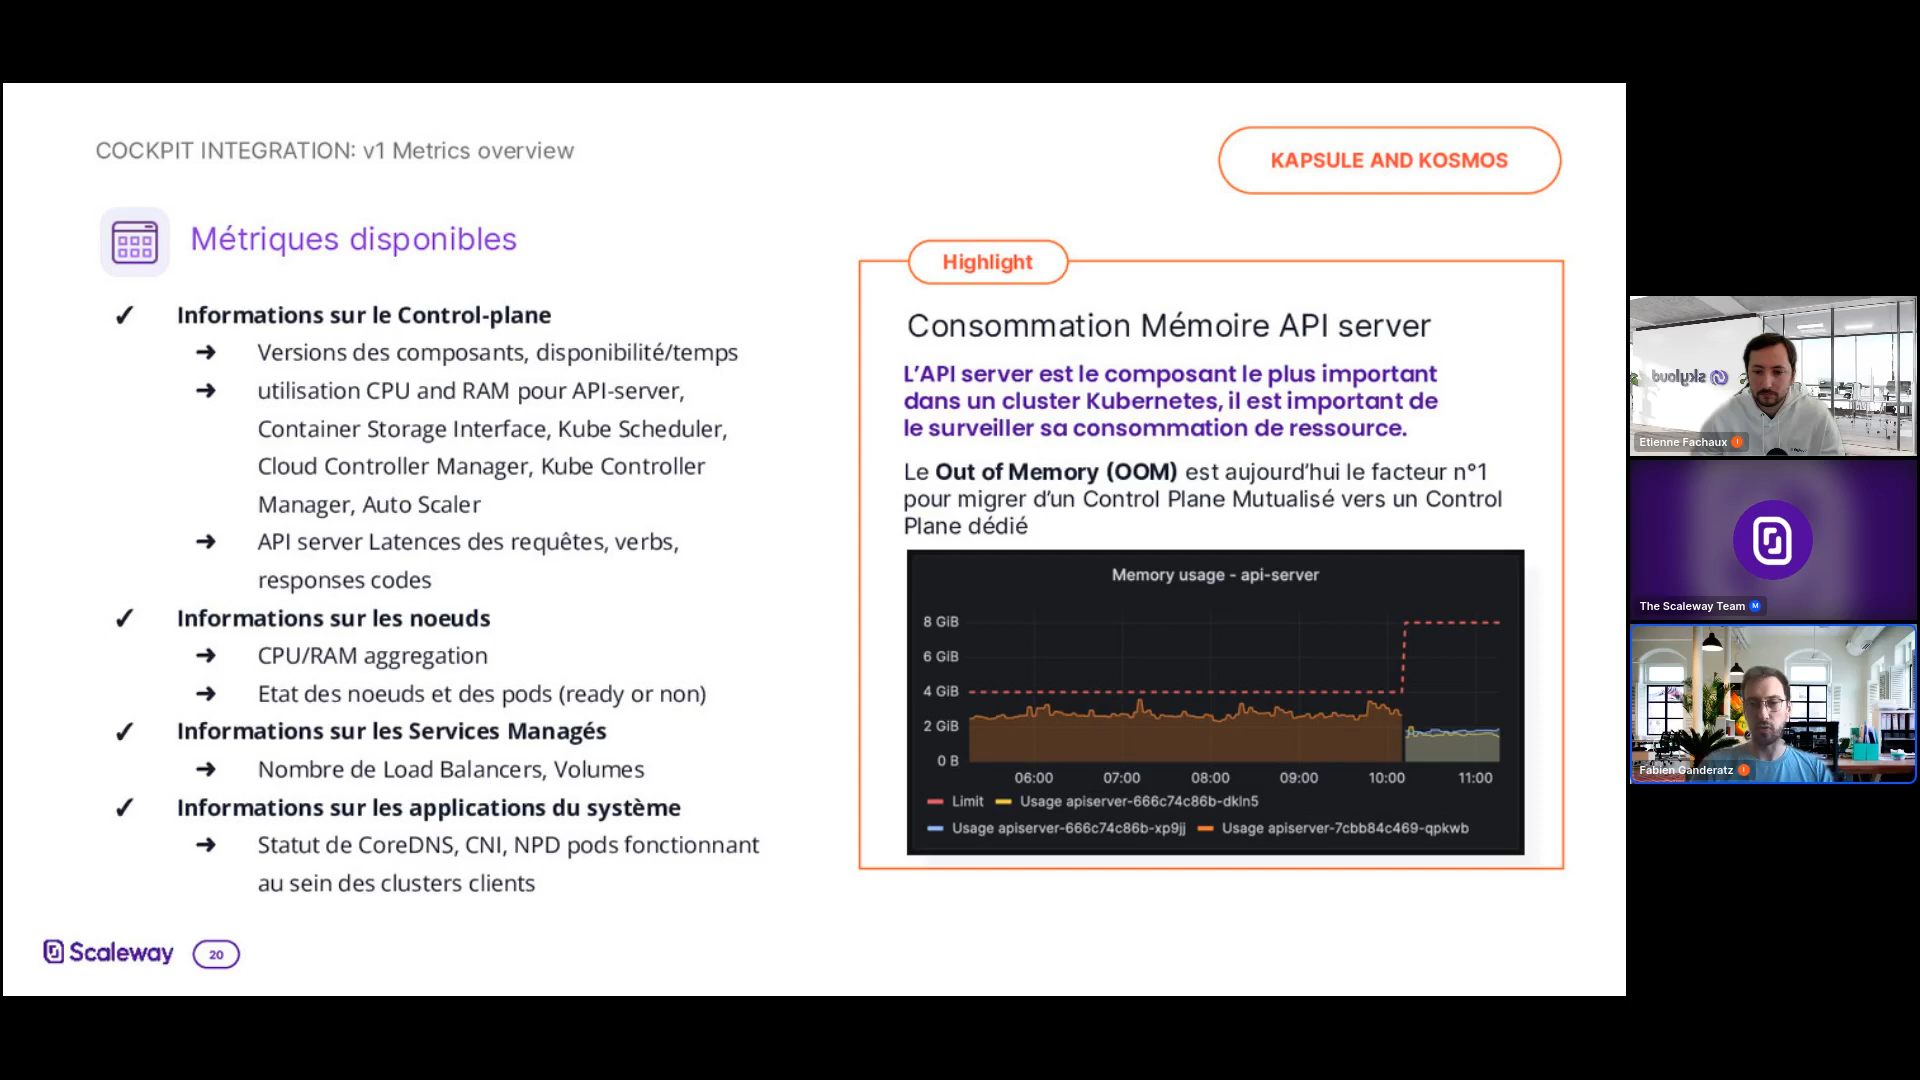 COCKPIT INTEGRATION: v1 Metrics overview
KAPSULE AND KOSMOS
Métriques disponibles
✓ Informations sur le Control-plane
➔ Versions des composants, disponibilité/temps
➔ utilisation CPU and RAM pour API-server,
Container Storage Interface, Kube Scheduler,
Cloud Controller Manager, Kube Controller
Manager, Auto Scaler
➔ API server Latences des requêtes, verbs,
responses codes
✓ Informations sur les noeuds
➔ CPU/RAM aggregation
➔ Etat des noeuds et des pods (ready or non)
✓ Informations sur les Services Managés
➔ Nombre de Load Balancers, Volumes
✓ Informations sur les applications du système
➔ Statut de CoreDNS, CNI, NPD pods fonctionnant
au sein des clusters clients
Highlight
Consommation Mémoire API server
L’API server est le composant le plus important
dans un cluster Kubernetes, il est important de
le surveiller sa consommation de ressource.
Le Out of Memory (OOM) est aujourd’hui le facteur n°1
pour migrer d’un Control Plane Mutualisé vers un Control
Plane dédié
Memory usage - api-server
8 GiB
6 GiB
4 GiB
2 GiB
0 B
06:00 07:00 08:00 09:00 10:00 11:00
Limit Usage apiserver-666c74c86b-dkln5
Usage apiserver-666c74c86b-xp9jj Usage apiserver-7cbb84c469-qpkwb
Scaleway 20
skyloud
Etienne Fachaux
The Scaleway Team M
Fabien Ganderatz